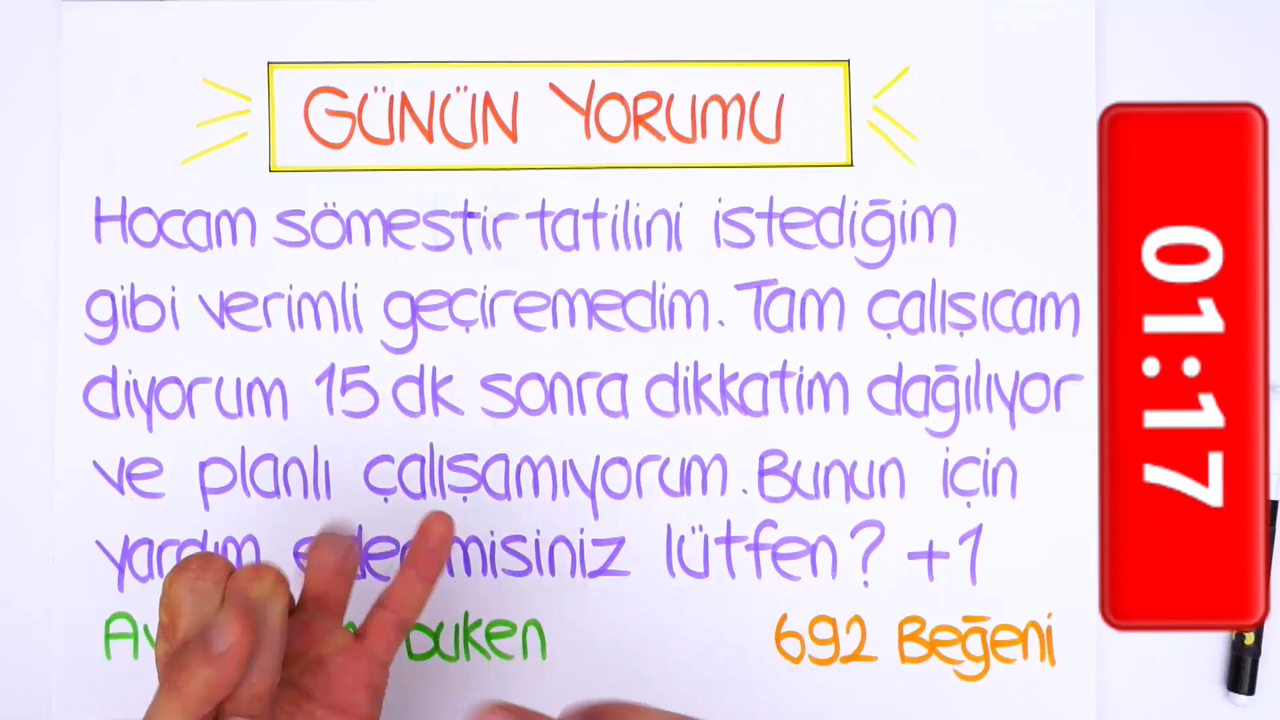 GÜNÜN YORUMU
Hocam sömestir tatilini istediğim
gibi verimli geçiremedim. Tam çalışıcam
diyorum 15 dk sonra dikkatim dağılıyor
ve planlı çalışamıyorum. Bunun için
yardım lütfen? +1
692 Beğeni
01:17